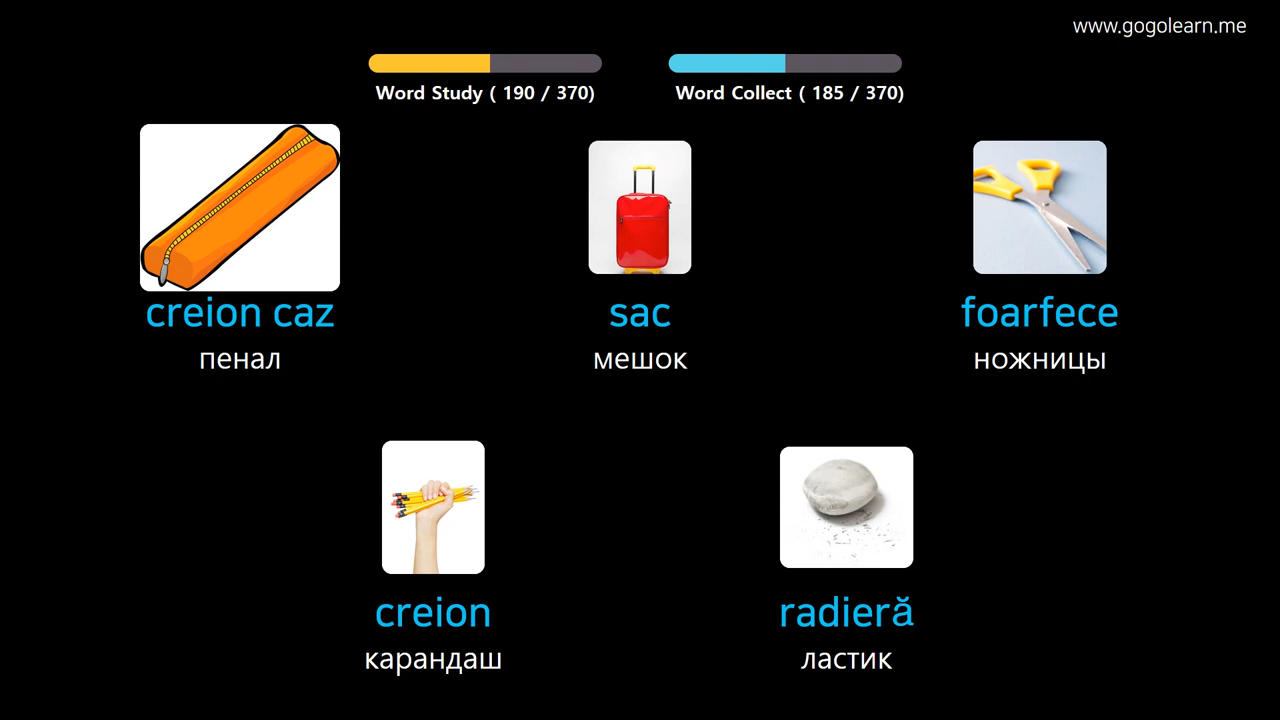 www.gogolearn.me
Word Study ( 190 / 370)
Word Collect ( 185 / 370)
creion caz
пенал
sac
мешок
foarfece
ножницы
creion
карандаш
radieră
ластик